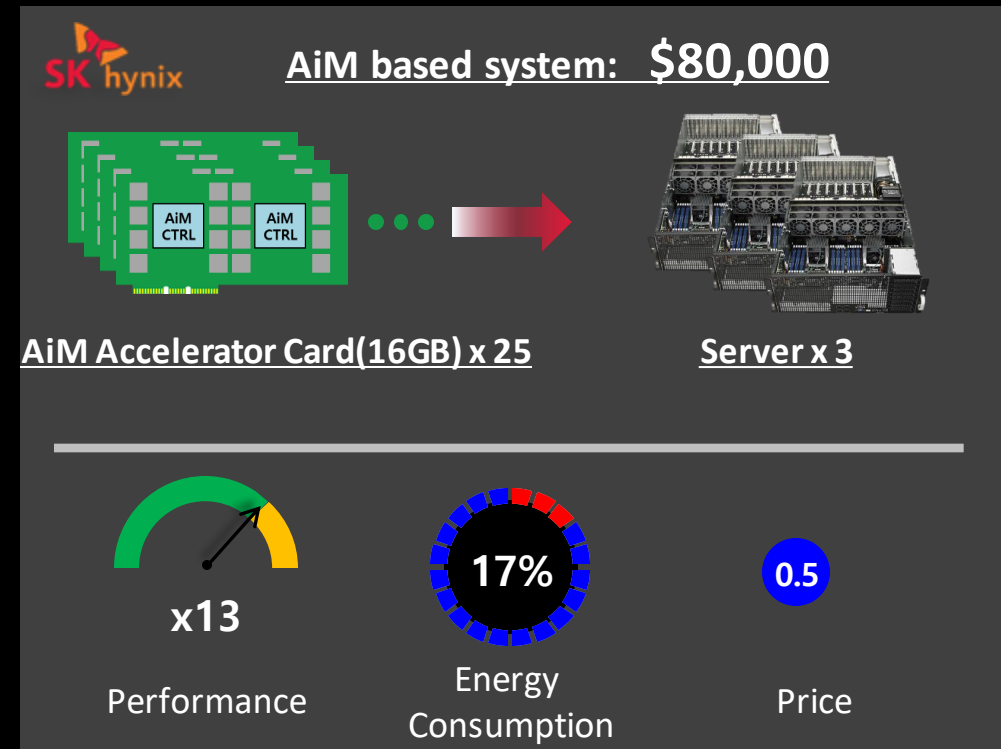 SK hynix
AiM based system: $80,000
AiM
CTRL
AiM
CTRL
AiM Accelerator Card(16GB) x 25
Server x 3
x13
17%
0.5
Performance
Energy
Consumption
Price